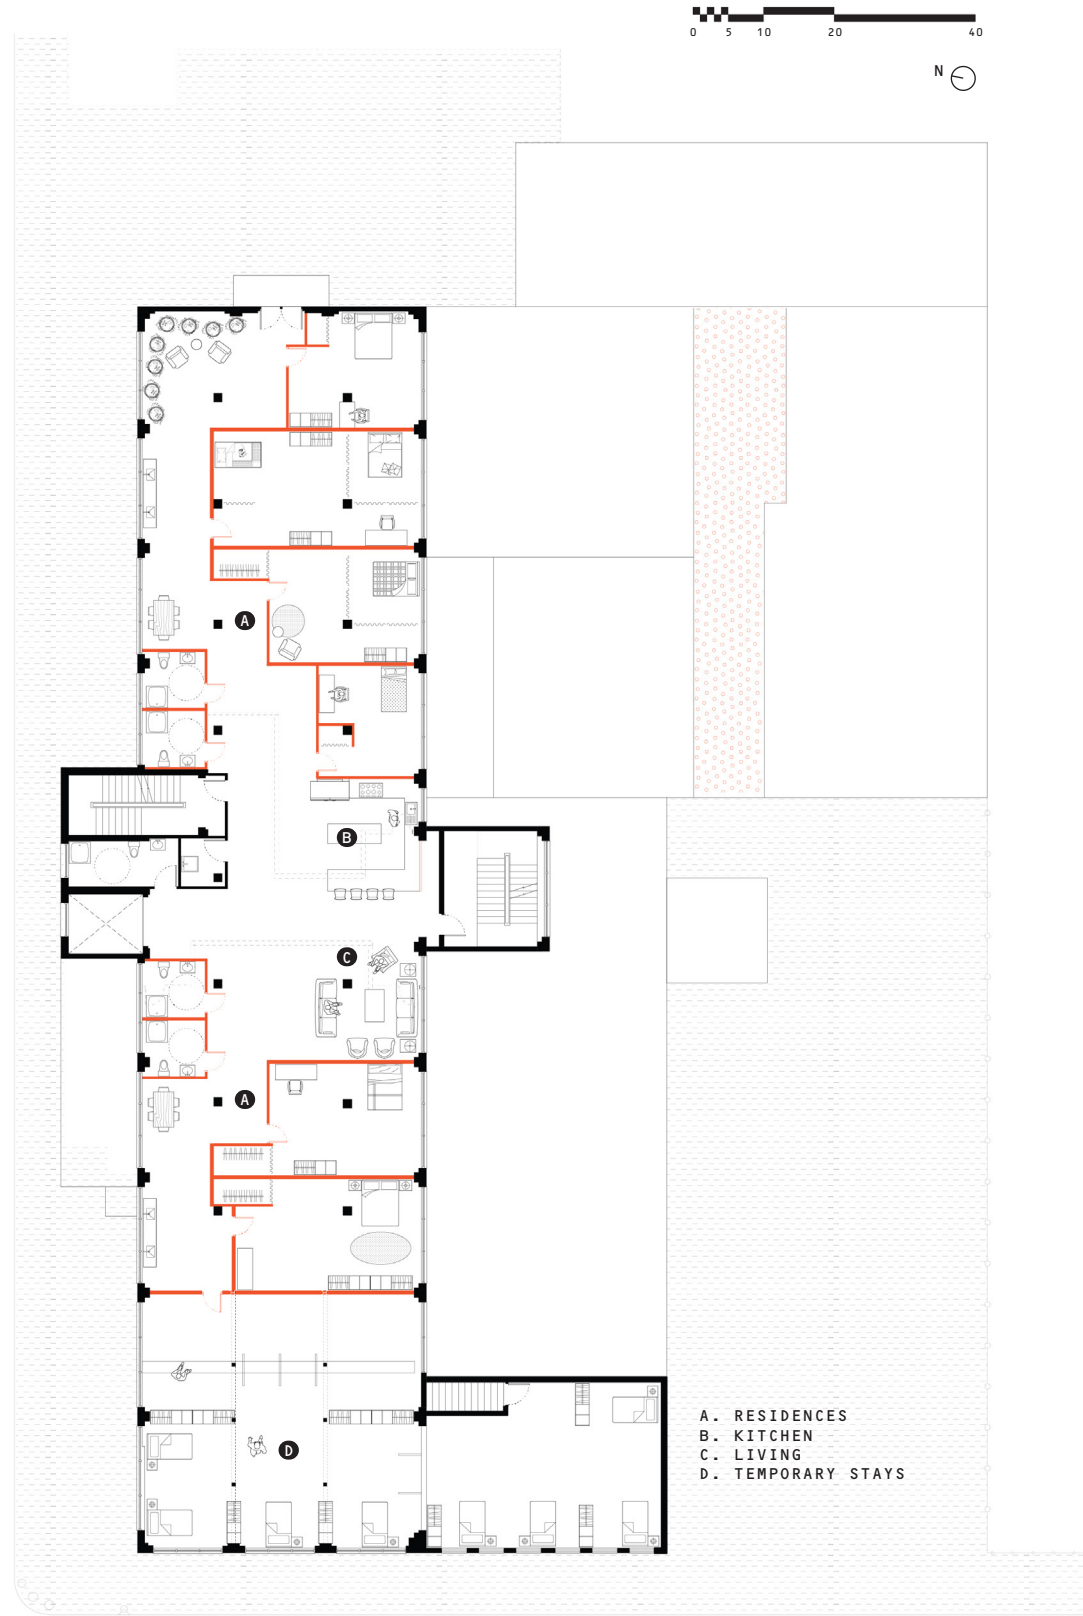 0 5 10 20 40
N
A
B
C
A
D
A. RESIDENCES
B. KITCHEN
C. LIVING
D. TEMPORARY STAYS